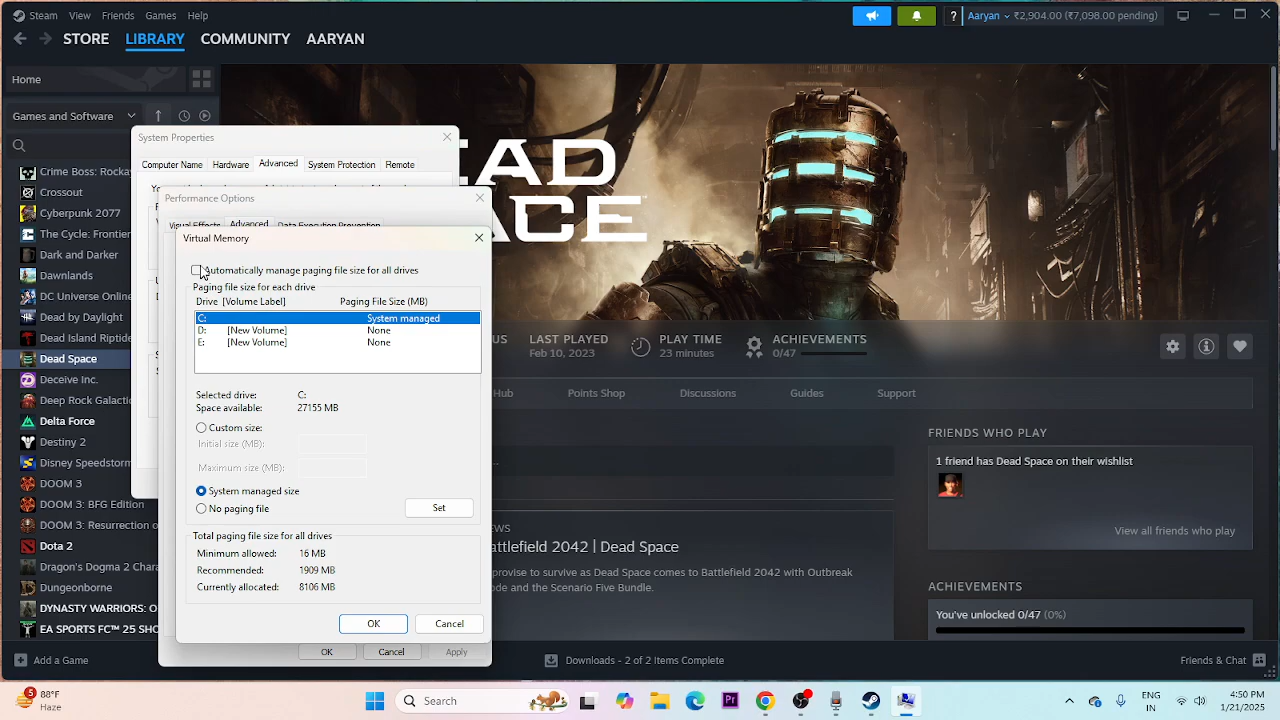 Steam View Friends Games Help
? Aaryan ₹2,904.00 (₹7,098.00 pending)
STORE LIBRARY COMMUNITY AARYAN
Home
Games and Software
Crime Boss: Rocka
Crossout
Cyberpunk 2077
The Cycle: Frontier
Dark and Darker
Dawnlands
DC Universe Online
Dead by Daylight
Dead Island Riptide
Dead Space
Deceive Inc.
Deep Rock Galactic
Delta Force
Destiny 2
Disney Speedstorm
DOOM 3
DOOM 3: BFG Edition
DOOM 3: Resurrection o
Dota 2
Dragon's Dogma 2 Chara
Dungeonborne
DYNASTY WARRIORS: O
EA SPORTS FC™ 25 SHO
Add a Game
System Properties
Computer Name Hardware Advanced System Protection Remote
Performance Options
Visual Effects Advanced Data Execution Prevention
Virtual Memory
Automatically manage paging file size for all drives
Paging file size for each drive
Drive [Volume Label] Paging File Size (MB)
C: System managed
D: [New Volume] None
E: [New Volume] None
Selected drive: C:
Space available: 27155 MB
Custom size:
Initial size (MB):
Maximum size (MB):
System managed size
No paging file
Set
Total paging file size for all drives
Minimum allowed: 16 MB
Recommended: 1909 MB
Currently allocated: 8106 MB
OK Cancel
OK Cancel Apply
EAD
ACE
US LAST PLAYED PLAY TIME ACHIEVEMENTS
Feb 10, 2023 23 minutes 0/47
Hub Points Shop Discussions Guides Support
EWS
attlefield 2042 | Dead Space
provise to survive as Dead Space comes to Battlefield 2042 with Outbreak
ode and the Scenario Five Bundle.
FRIENDS WHO PLAY
1 friend has Dead Space on their wishlist
View all friends who play
ACHIEVEMENTS
You've unlocked 0/47 (0%)
Downloads - 2 of 2 Items Complete
Friends & Chat
5
88°F
Haze
Search
Pr
ENG
IN
4:50 PM
1/21/2025